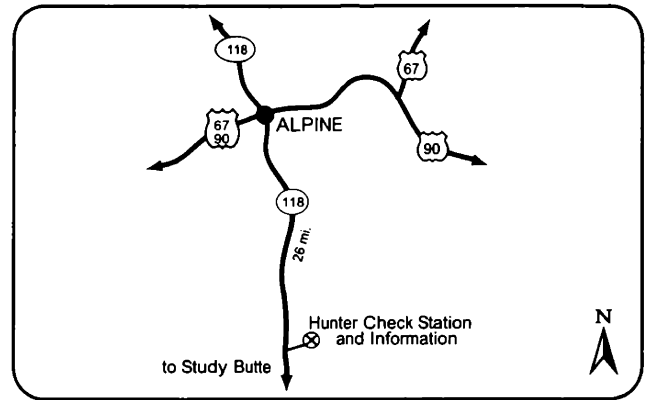 118
67
67
90
ALPINE
90
118
26 mi.
Hunter Check Station
and Information
N
to Study Butte